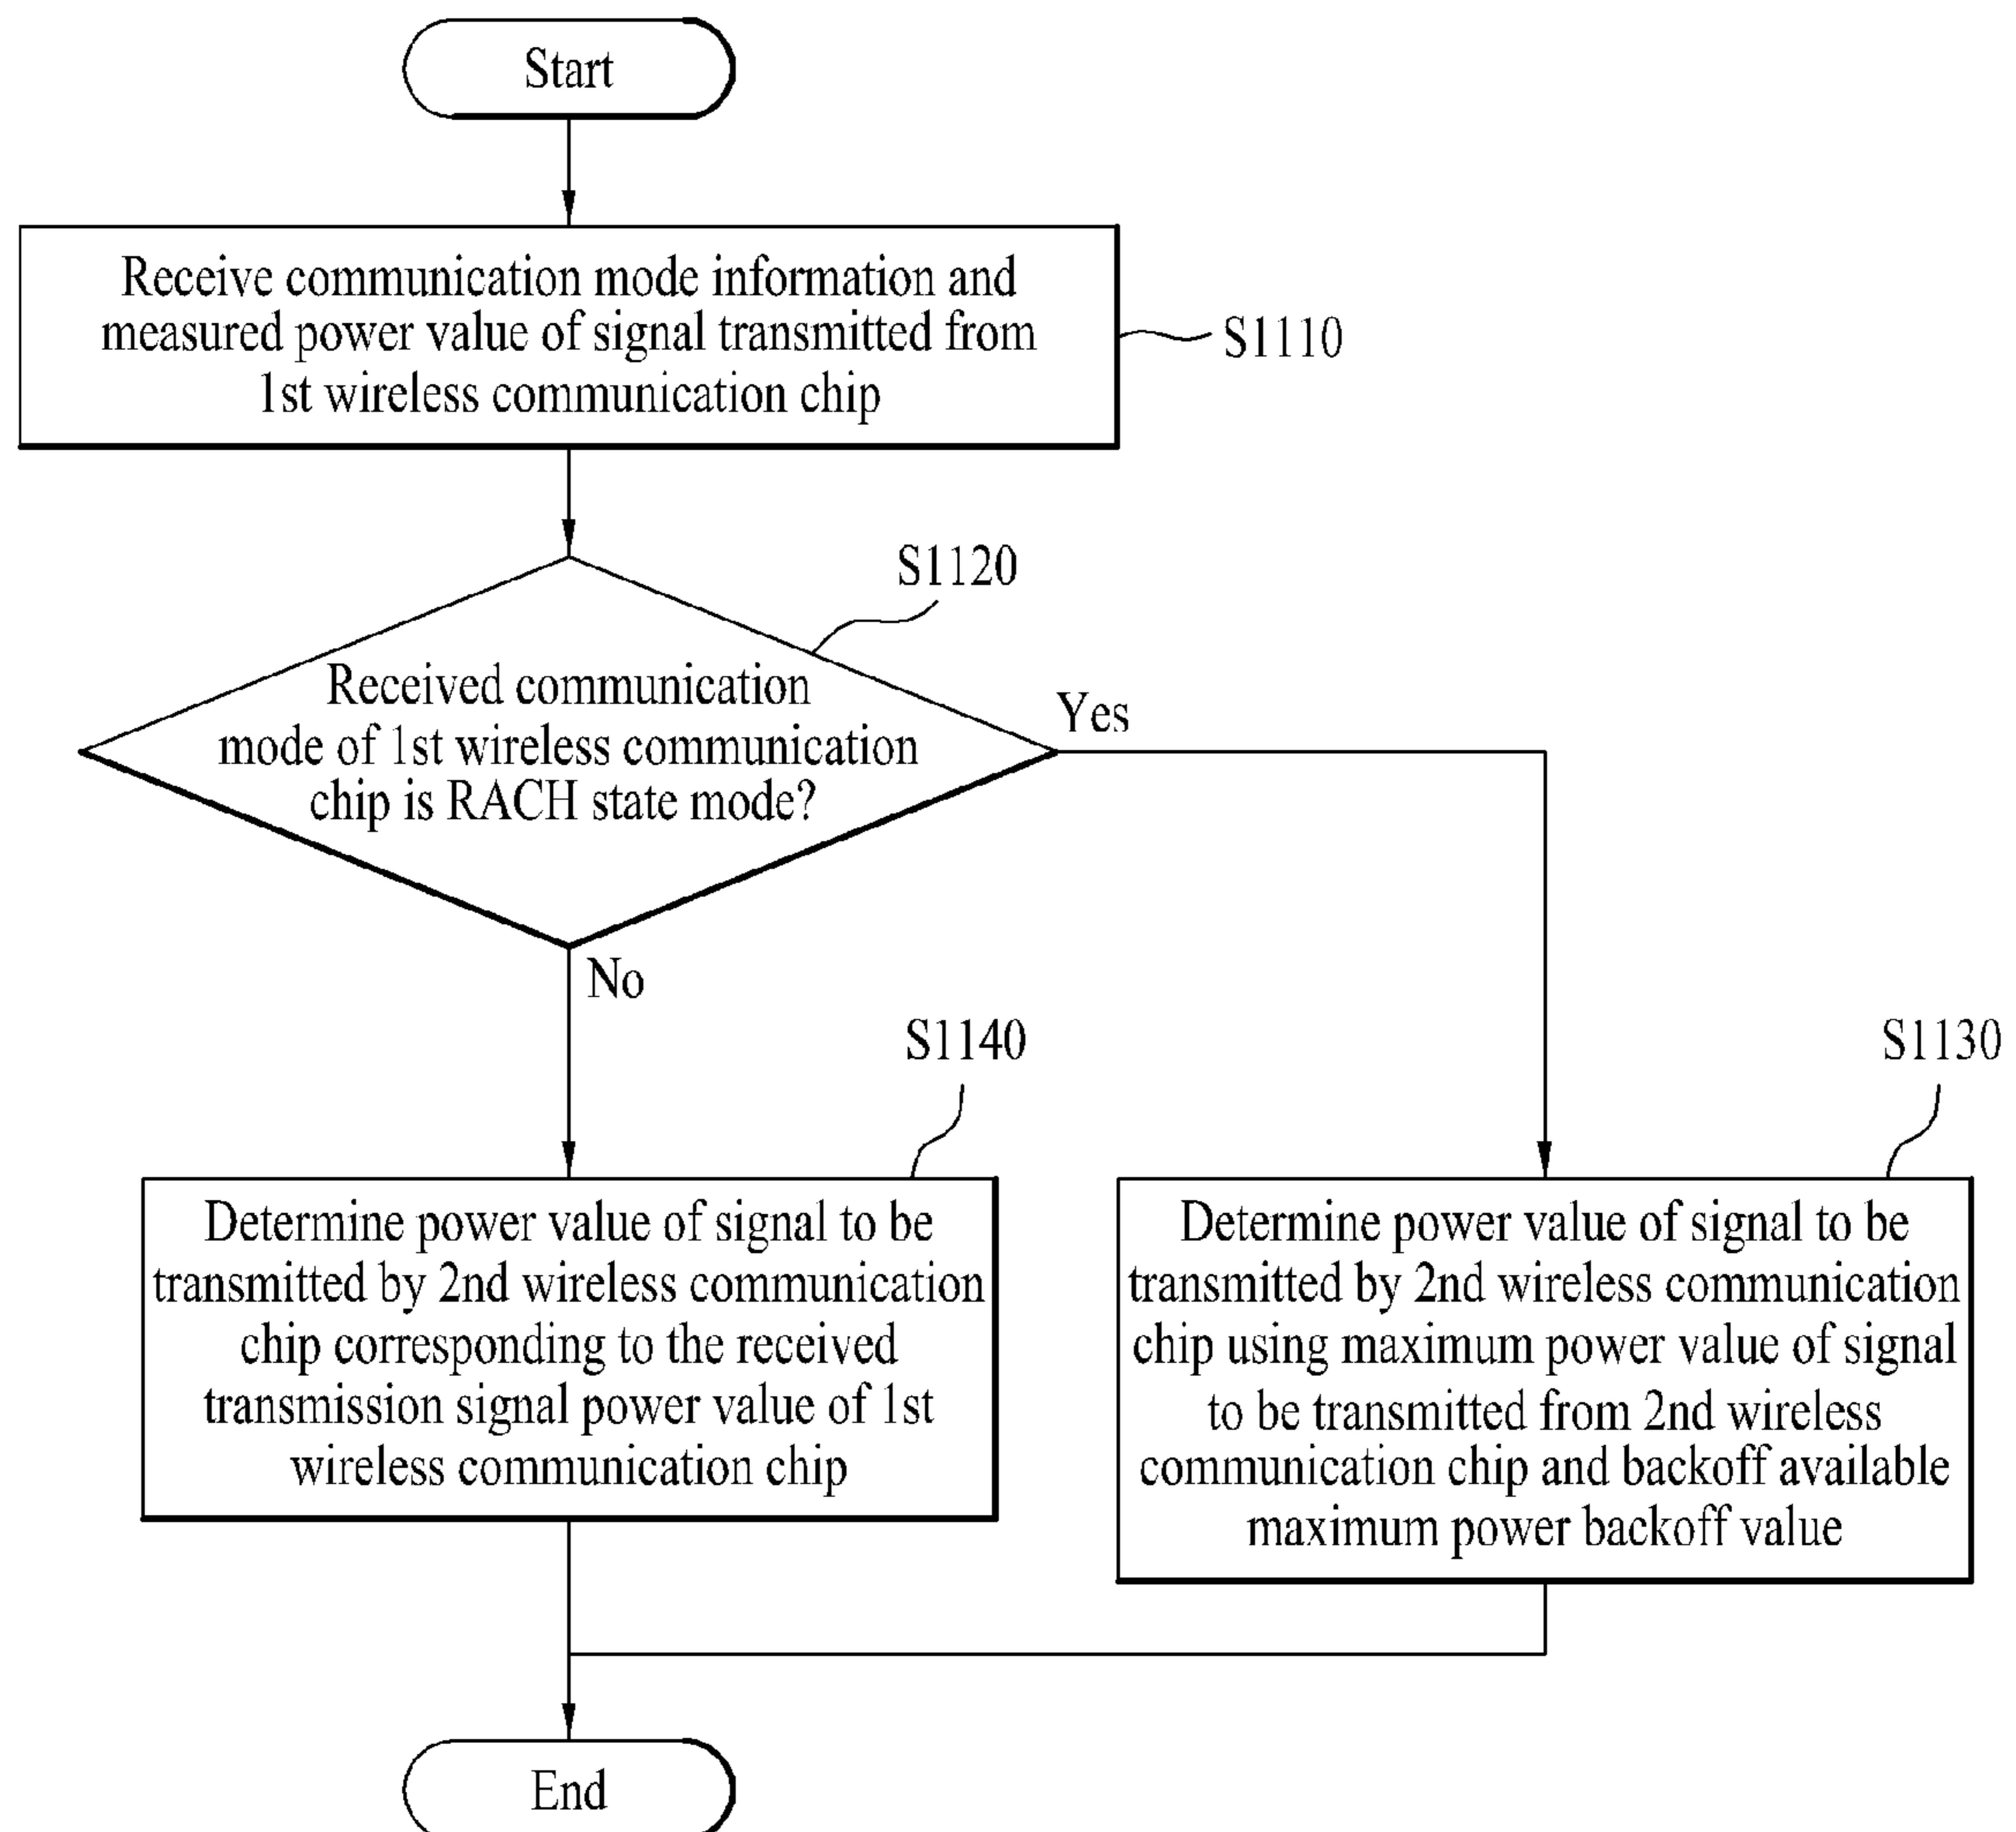 Start
Receive communication mode information and
measured power value of signal transmitted from
1st wireless communication chip
S1110
S1120
Received communication
mode of 1st wireless communication
chip is RACH state mode?
Yes
No
S1140
S1130
Determine power value of signal to be
transmitted by 2nd wireless communication
chip corresponding to the received
transmission signal power value of 1st
wireless communication chip
Determine power value of signal to be
transmitted by 2nd wireless communication
chip using maximum power value of signal
to be transmitted from 2nd wireless
communication chip and backoff available
maximum power backoff value
End